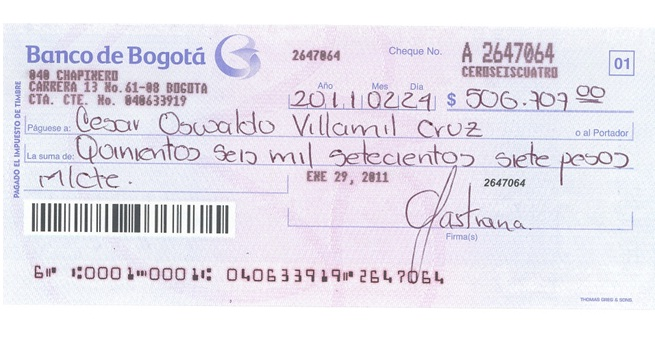 Banco de Bogotá
2647064
Cheque No.
A 2647064
CEROSEISCUATRO
01
040 CHAPINERO
CARRERA 13 No.61-08 BOGOTA
CTA. CTE. No. 040633919
Año Mes Día
2011 02 24 $ 506.707 00
Páguese a: Cesar Oswaldo Villamil Cruz o al Portador
La suma de: Quinientos seis mil setecientos siete pesos
M/cte.
ENE 29, 2011
2647064
Pastrana.
Firma(s)
PAGADO EL IMPUESTO DE TIMBRE
6⑈ ⑆0001⑉0001⑆ 040633919⑈2647064
THOMAS GREG & SONS.